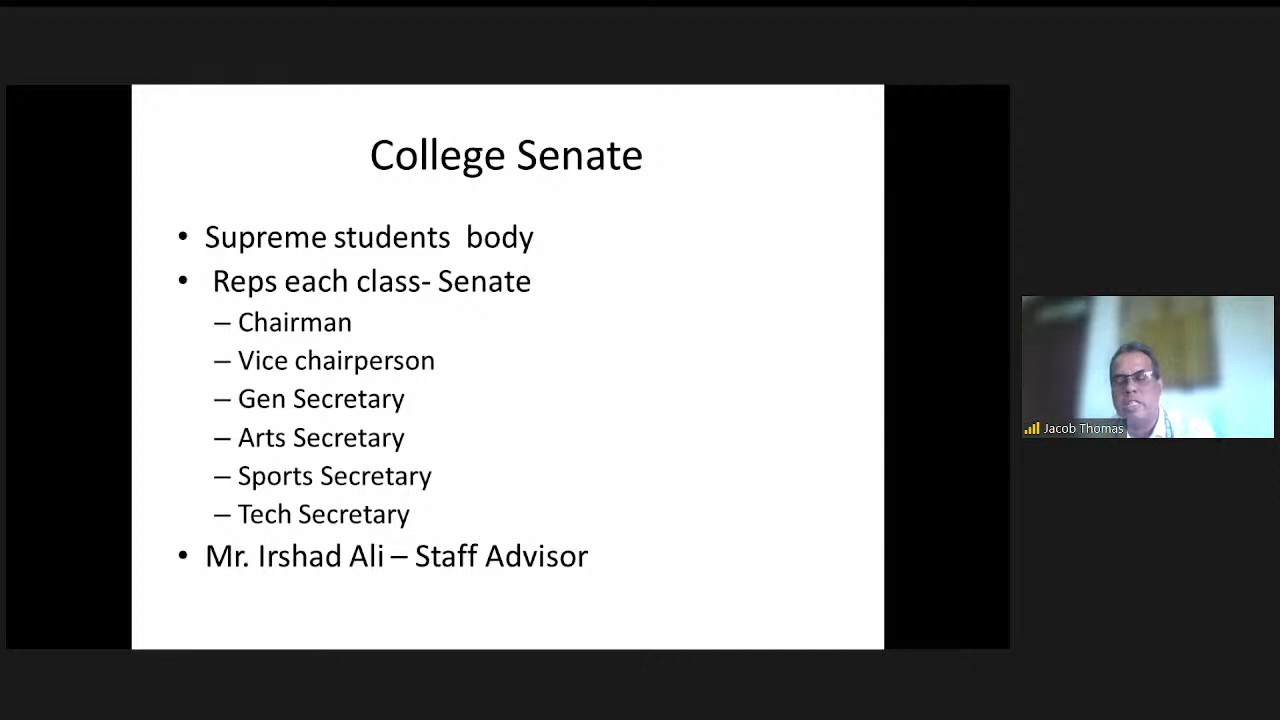 College Senate
• Supreme students  body
•  Reps each class- Senate
– Chairman
– Vice chairperson
– Gen Secretary
– Arts Secretary
– Sports Secretary
– Tech Secretary
• Mr. Irshad Ali – Staff Advisor
Jacob Thomas